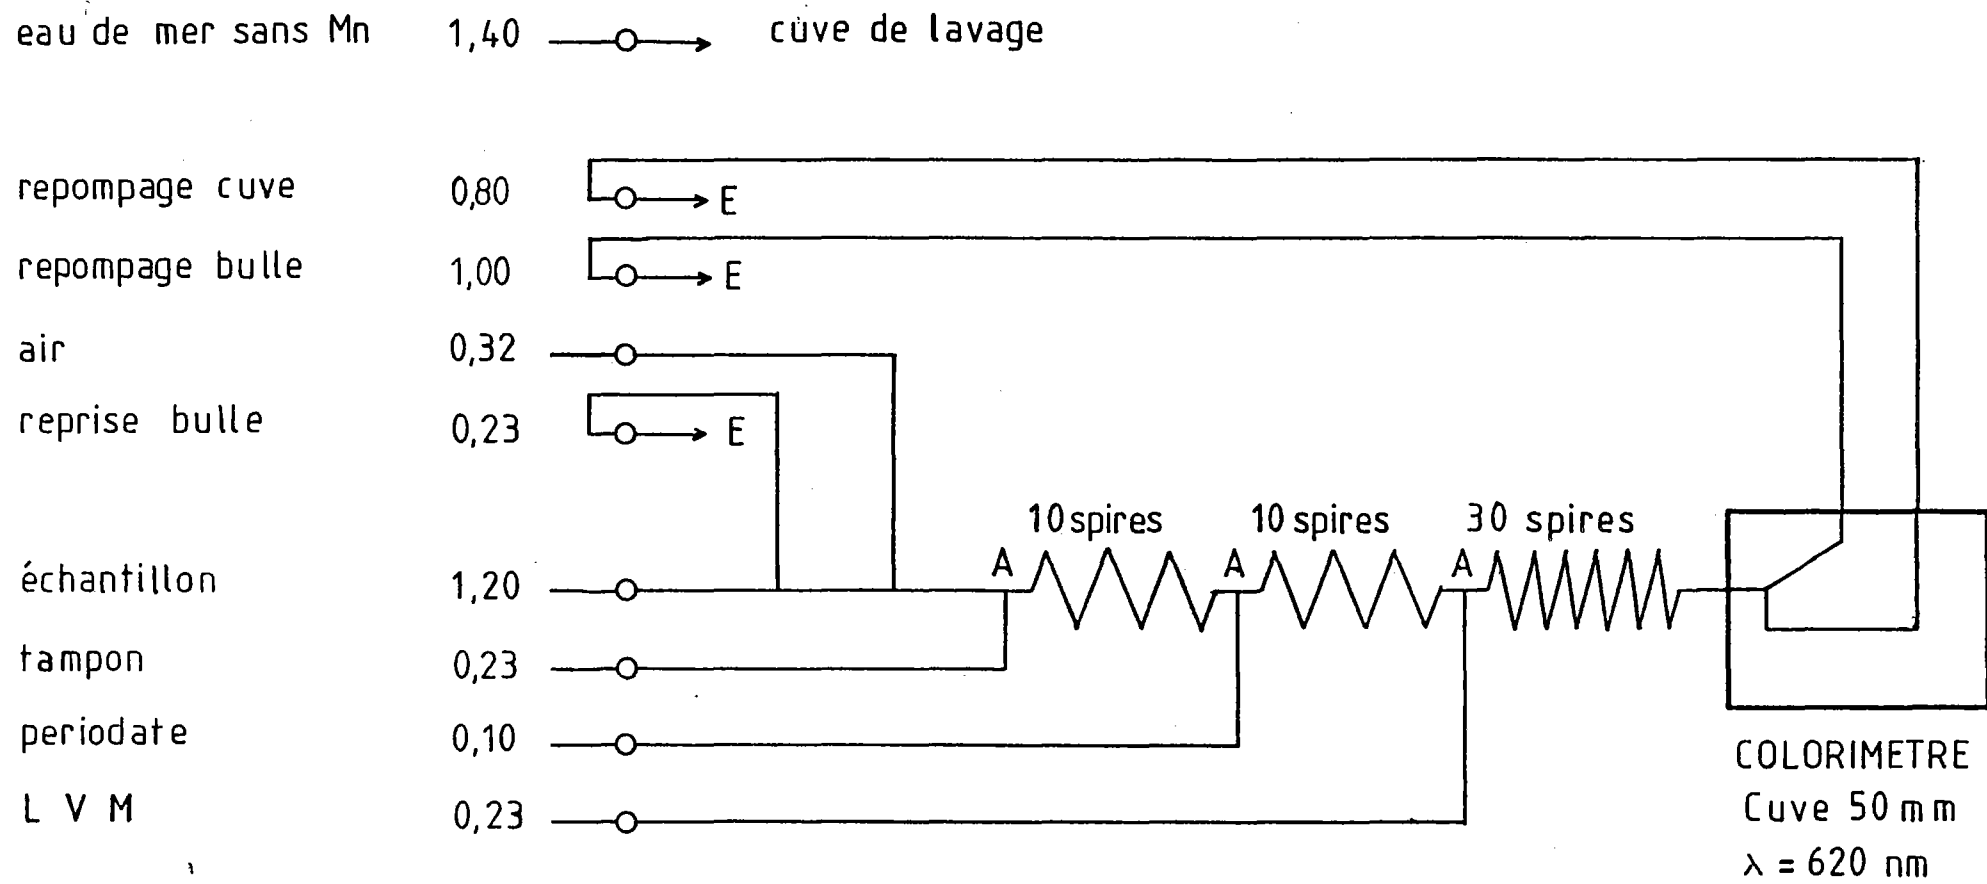 eau de mer sans Mn 1,40 cuve de lavage
repompage cuve 0,80 E
repompage bulle 1,00 E
air 0,32
reprise bulle 0,23 E
10 spires 10 spires 30 spires
A A A
échantillon 1,20
tampon 0,23
periodate 0,10
L V M 0,23
COLORIMETRE
Cuve 50 mm
λ = 620 nm